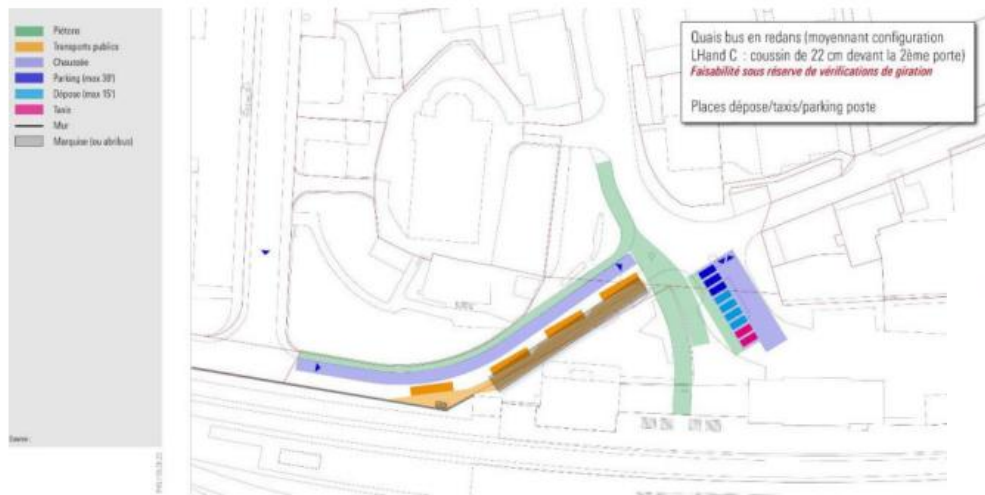 Piétons
Transports publics
Chaussée
Parking (max 30')
Dépose (max 15')
Taxis
Mur
Marquise (ou abribus)
Source :
Quais bus en redans (moyennant configuration
LHand C : coussin de 22 cm devant la 2ème porte)
Faisabilité sous réserve de vérifications de giration
Places dépose/taxis/parking poste